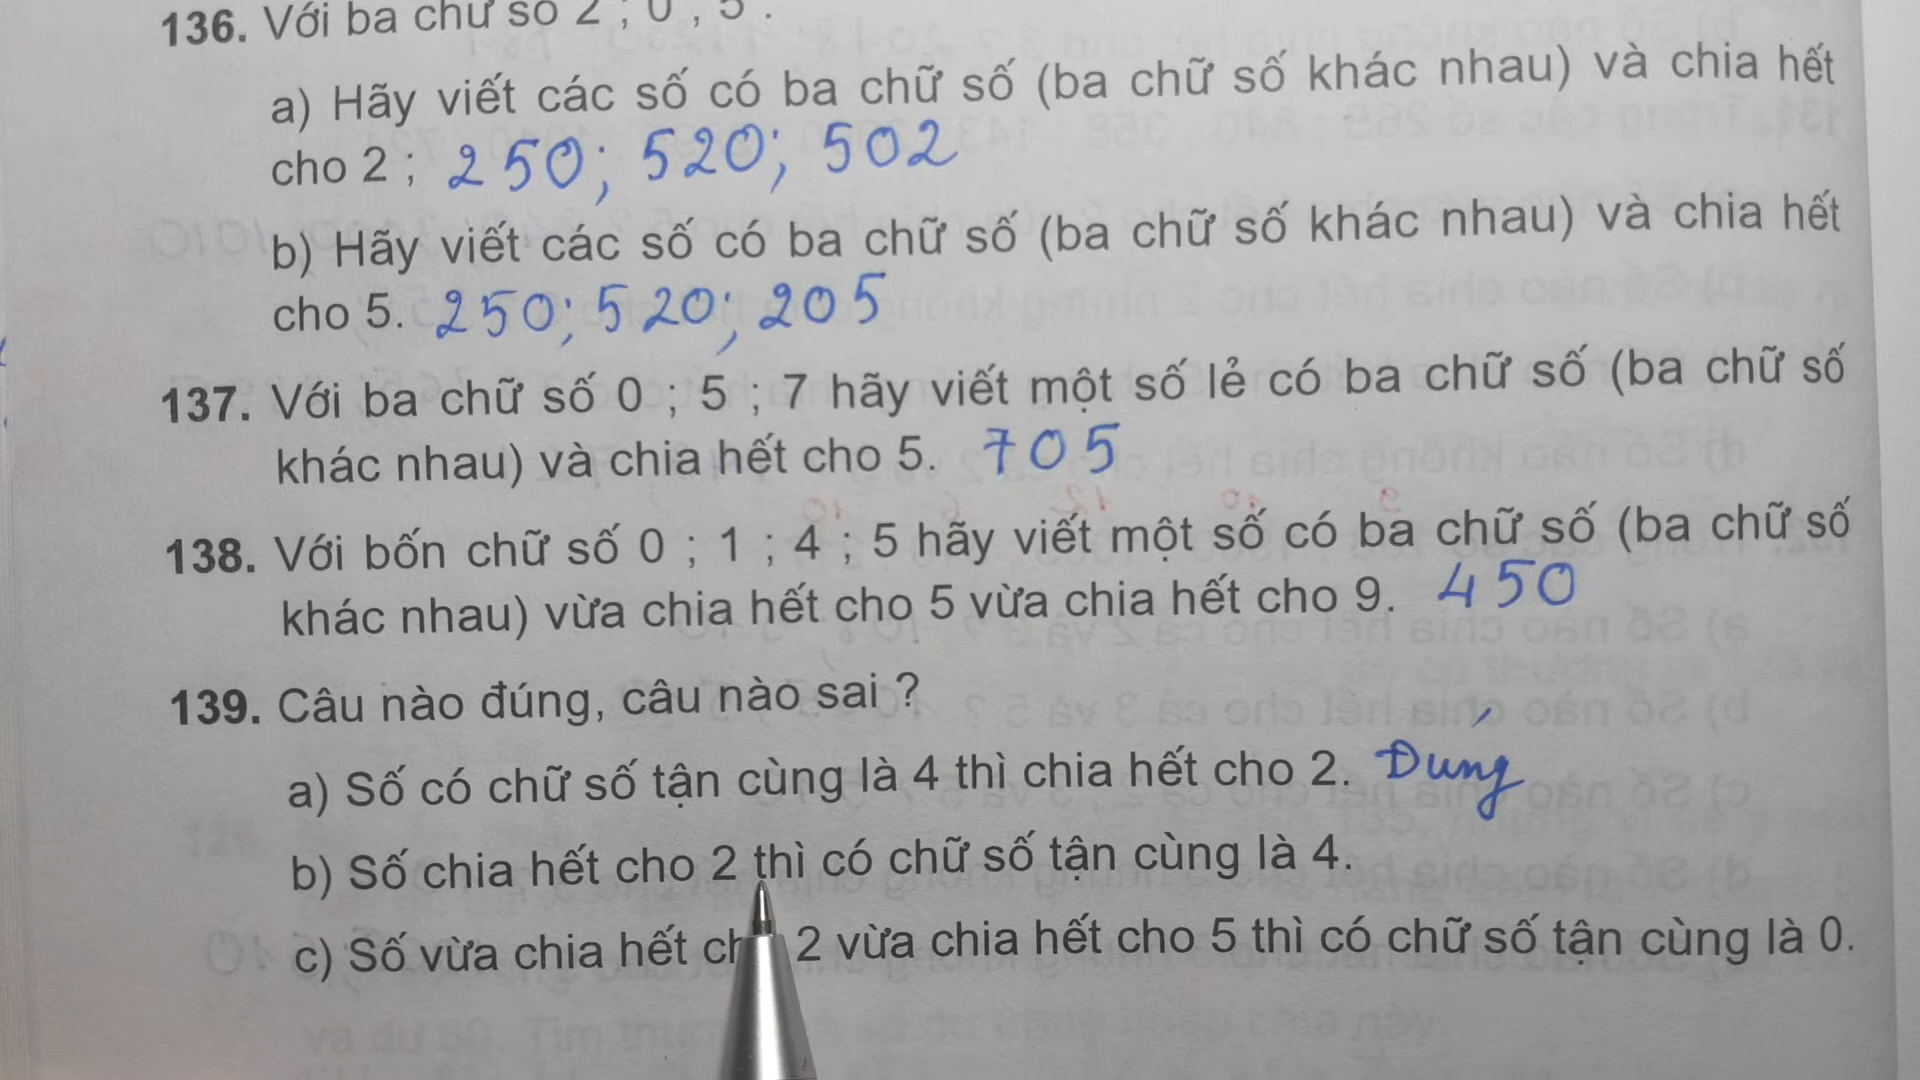 136. Với ba chữ số 2 ; 0 ; 5 :
a) Hãy viết các số có ba chữ số (ba chữ số khác nhau) và chia hết
cho 2 ; 250; 520; 502
b) Hãy viết các số có ba chữ số (ba chữ số khác nhau) và chia hết
cho 5. 250; 520; 205
137. Với ba chữ số 0 ; 5 ; 7 hãy viết một số lẻ có ba chữ số (ba chữ số
khác nhau) và chia hết cho 5. 705
138. Với bốn chữ số 0 ; 1 ; 4 ; 5 hãy viết một số có ba chữ số (ba chữ số
khác nhau) vừa chia hết cho 5 vừa chia hết cho 9. 450
139. Câu nào đúng, câu nào sai ?
a) Số có chữ số tận cùng là 4 thì chia hết cho 2. Đúng
b) Số chia hết cho 2 thì có chữ số tận cùng là 4.
c) Số vừa chia hết ch 2 vừa chia hết cho 5 thì có chữ số tận cùng là 0.